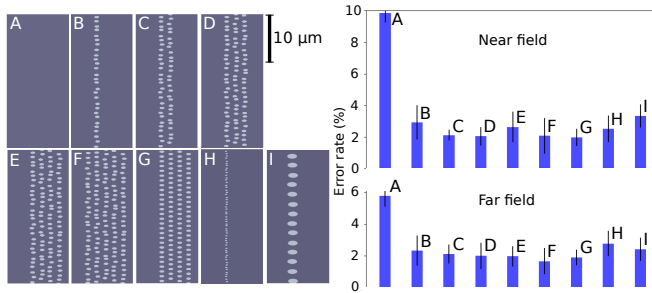 A B C D
10 μm
E F G H I
10
8
6
4
2
0
Near field
A
B
C
D
E
F
G
H
I
Error rate (%)
6
4
2
0
Far field
A
B
C
D
E
F
G
H
I